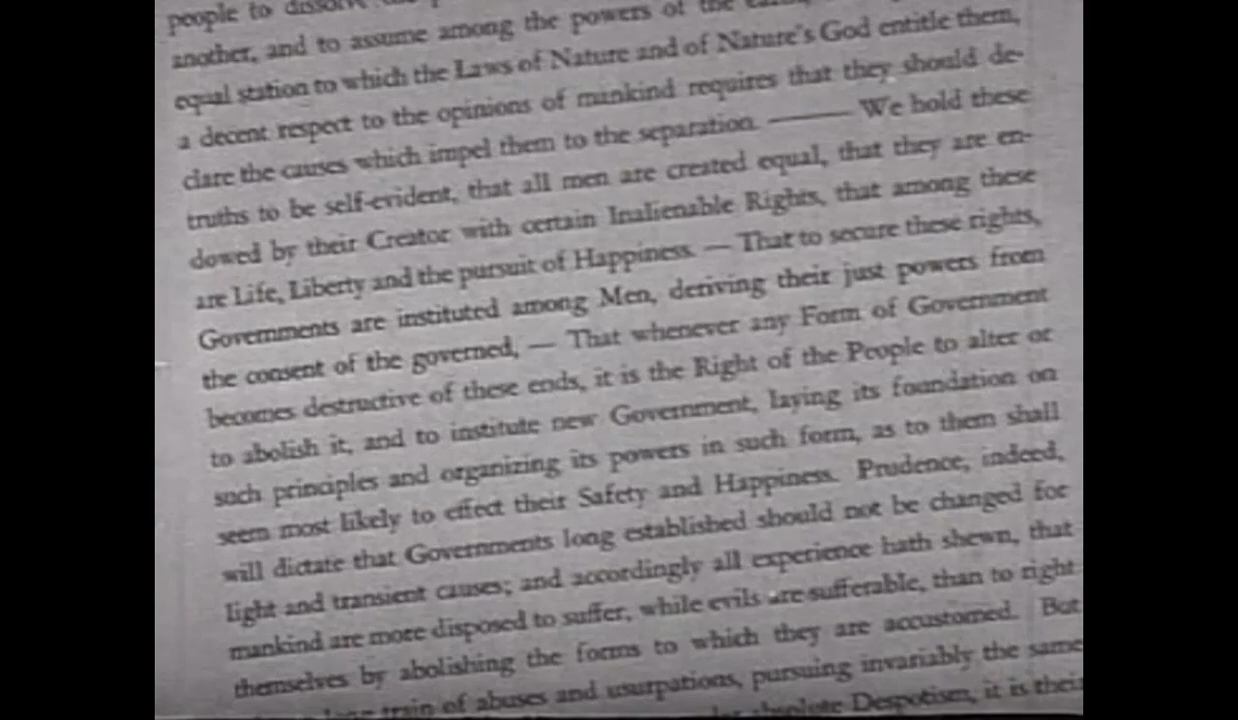 people to dissolve the
another, and to assume among the powers of the earth,
equal station to which the Laws of Nature and of Nature's God entitle them,
a decent respect to the opinions of mankind requires that they should de-
clare the causes which impel them to the separation. —— We hold these
truths to be self-evident, that all men are created equal, that they are en-
dowed by their Creator with certain Inalienable Rights, that among these
are Life, Liberty and the pursuit of Happiness. — That to secure these rights,
Governments are instituted among Men, deriving their just powers from
the consent of the governed, — That whenever any Form of Government
becomes destructive of these ends, it is the Right of the People to alter or
to abolish it, and to institute new Government, laying its foundation on
such principles and organizing its powers in such form, as to them shall
seem most likely to effect their Safety and Happiness. Prudence, indeed,
will dictate that Governments long established should not be changed for
light and transient causes; and accordingly all experience hath shewn, that
mankind are more disposed to suffer, while evils are sufferable, than to right
themselves by abolishing the forms to which they are accustomed. But
train of abuses and usurpations, pursuing invariably the same
absolute Despotism, it is their